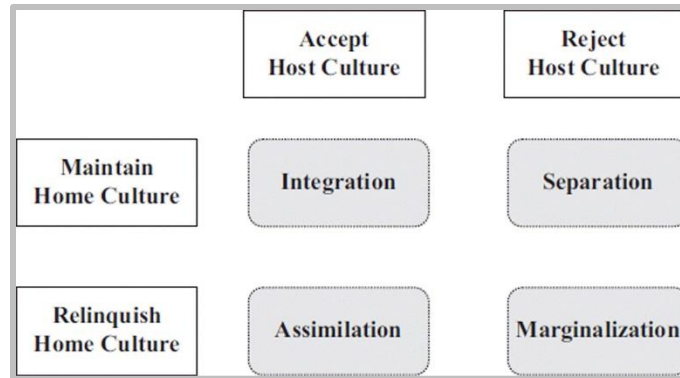 Accept
Host Culture
Reject
Host Culture
Maintain
Home Culture
Integration
Separation
Relinquish
Home Culture
Assimilation
Marginalization